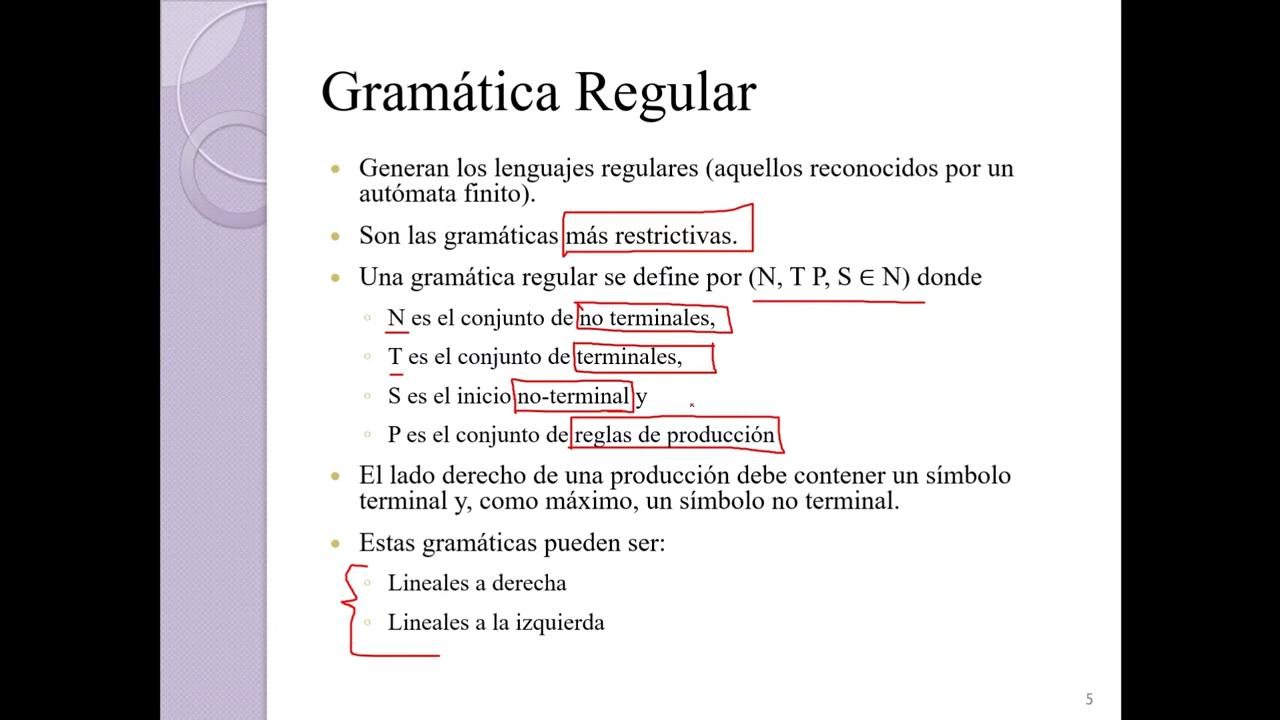 Gramática Regular
Generan los lenguajes regulares (aquellos reconocidos por un
autómata finito).
Son las gramáticas más restrictivas.
Una gramática regular se define por (N, T P, S ∈ N) donde
N es el conjunto de no terminales,
T es el conjunto de terminales,
S es el inicio no-terminal y
P es el conjunto de reglas de producción
El lado derecho de una producción debe contener un símbolo
terminal y, como máximo, un símbolo no terminal.
Estas gramáticas pueden ser:
Lineales a derecha
Lineales a la izquierda
5